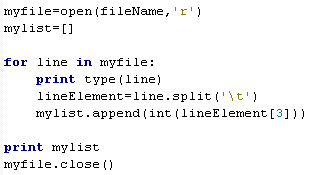 myfile=open(fileName,'r')
mylist=[]
for line in myfile:
    print type(line)
    lineElement=line.split('\t')
    mylist.append(int(lineElement[3]))
print mylist
myfile.close()